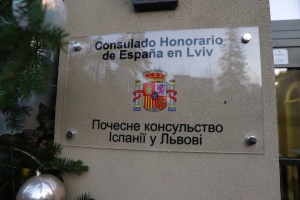 Consulado Honorario
de España en Lviv
Почесне консульство
Іспанії у Львові